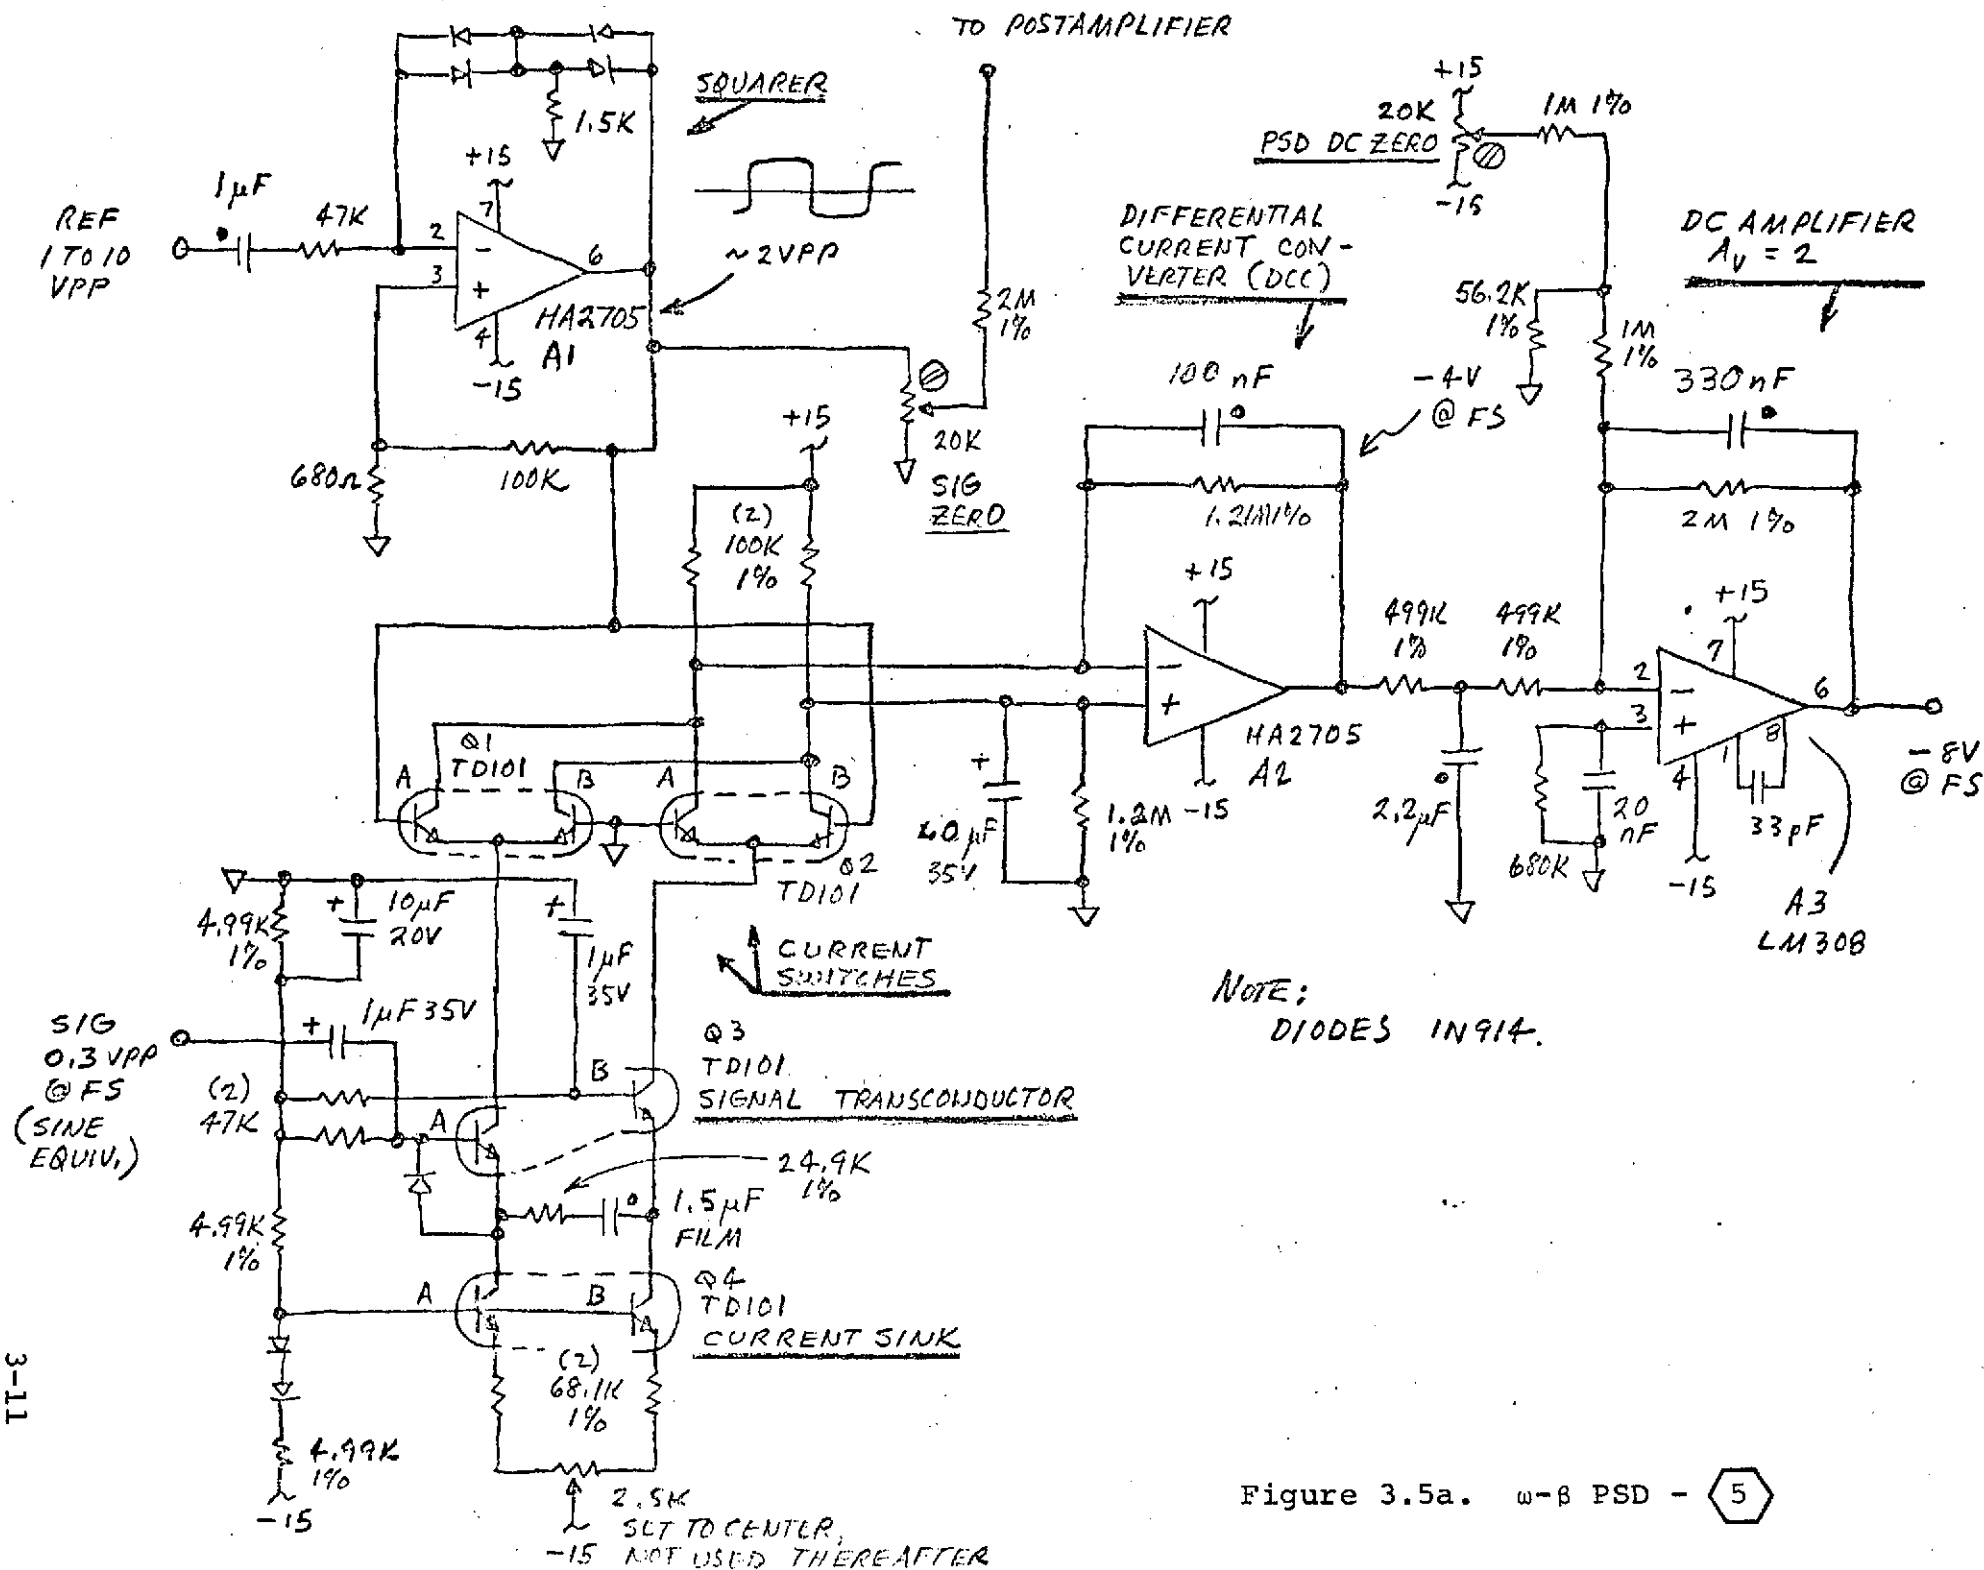 TO POSTAMPLIFIER
SQUARER
1.5K
+15
1µF
47K
REF
1 TO 10
VPP
2
3
7
6
4
−
+
HA2705
A1
-15
~2VPP
680Ω
100K
20K
SIG
ZERO
2M
1%
+15
(2)
100K
1%
DIFFERENTIAL
CURRENT CON-
VERTER (DCC)
+15
20K
PSD DC ZERO
-15
1M 1%
56.2K
1%
1M
1%
DC AMPLIFIER
Av = 2
100 nF
1.21M1%
-4V
@ FS
330nF
2M 1%
+15
−
+
HA2705
A2
-15
499K
1%
499K
1%
+15
2
3
7
6
4
1
8
−
+
-8V
@ FS
2.2µF
680K
20
nF
33pF
-15
A3
LM308
+
µF
35V
1.2M
1%
Q1
TD101
A
B
A
B
Q2
TD101
CURRENT
SWITCHES
4.99K
1%
+
10µF
20V
+
1µF
35V
SIG
0.3 VPP
@ FS
(SINE
EQUIV.)
+
1µF 35V
(2)
47K
A
B
Q3
TD101
SIGNAL TRANSCONDUCTOR
24.9K
1%
1.5µF
FILM
4.99K
1%
A
B
Q4
TD101
CURRENT SINK
(2)
68.1K
1%
4.99K
1%
-15
2.5K
SET TO CENTER,
NOT USED THEREAFTER
-15
NOTE:
DIODES IN914.
3-11
Figure 3.5a. ω-β PSD - 5